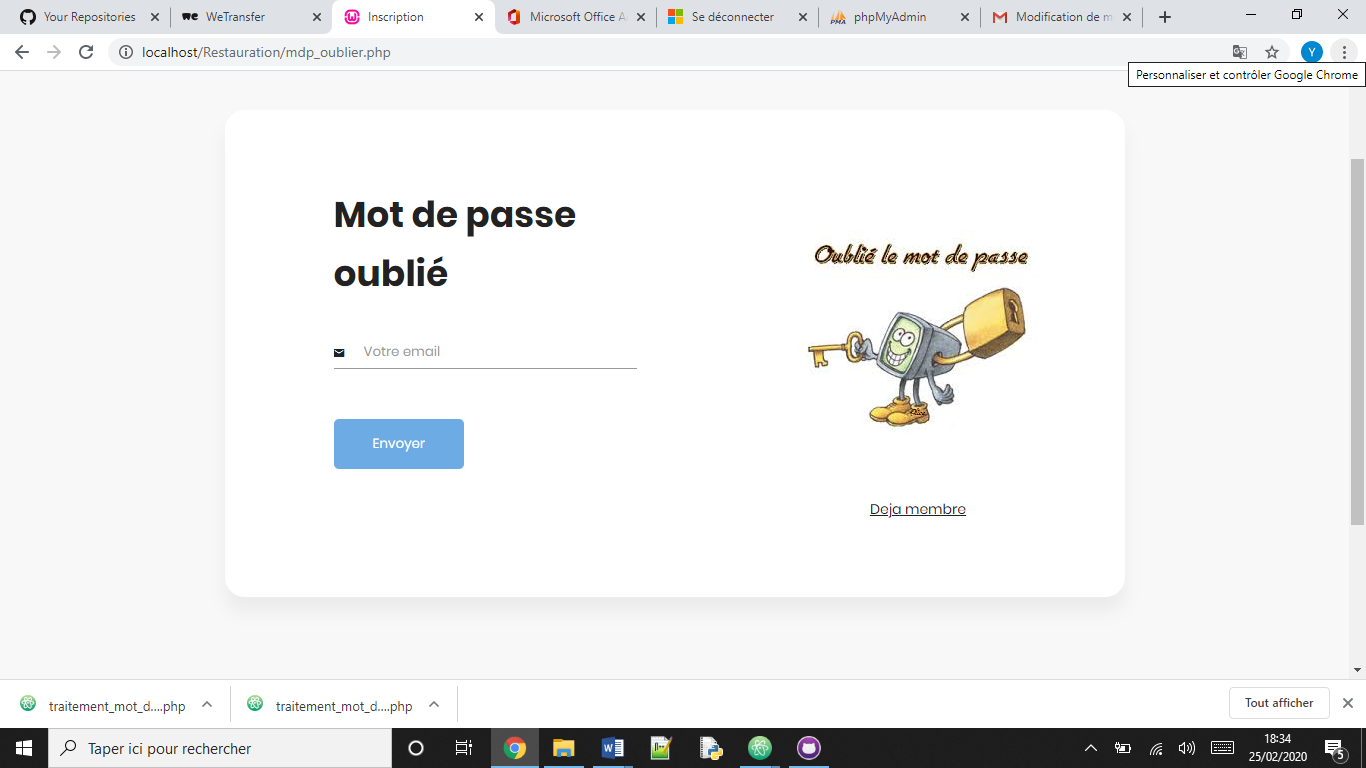 Your Repositories
WeTransfer
Inscription
Microsoft Office A
Se déconnecter
phpMyAdmin
Modification de m
localhost/Restauration/mdp_oublier.php
Y
Personnaliser et contrôler Google Chrome
Mot de passe
oublié
Votre email
Envoyer
Oublié le mot de passe
Deja membre
traitement_mot_d....php
traitement_mot_d....php
Tout afficher
Taper ici pour rechercher
18:34
25/02/2020
5